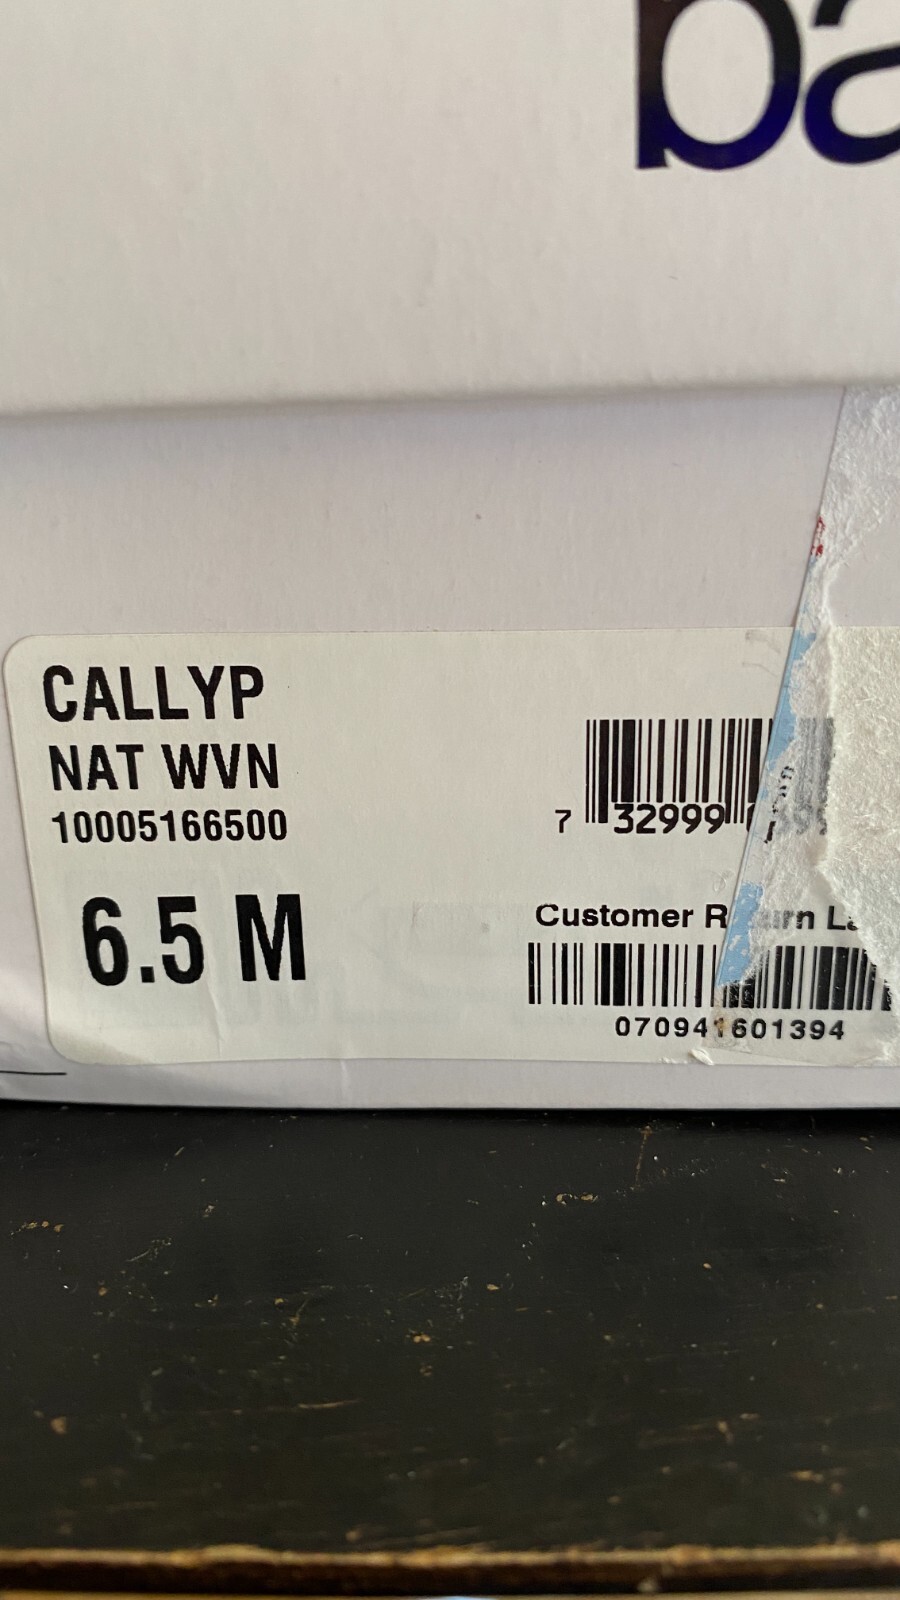 ba
CALLYP
NAT WVN
10005166500
6.5 M
7 32999
Customer
070941601394